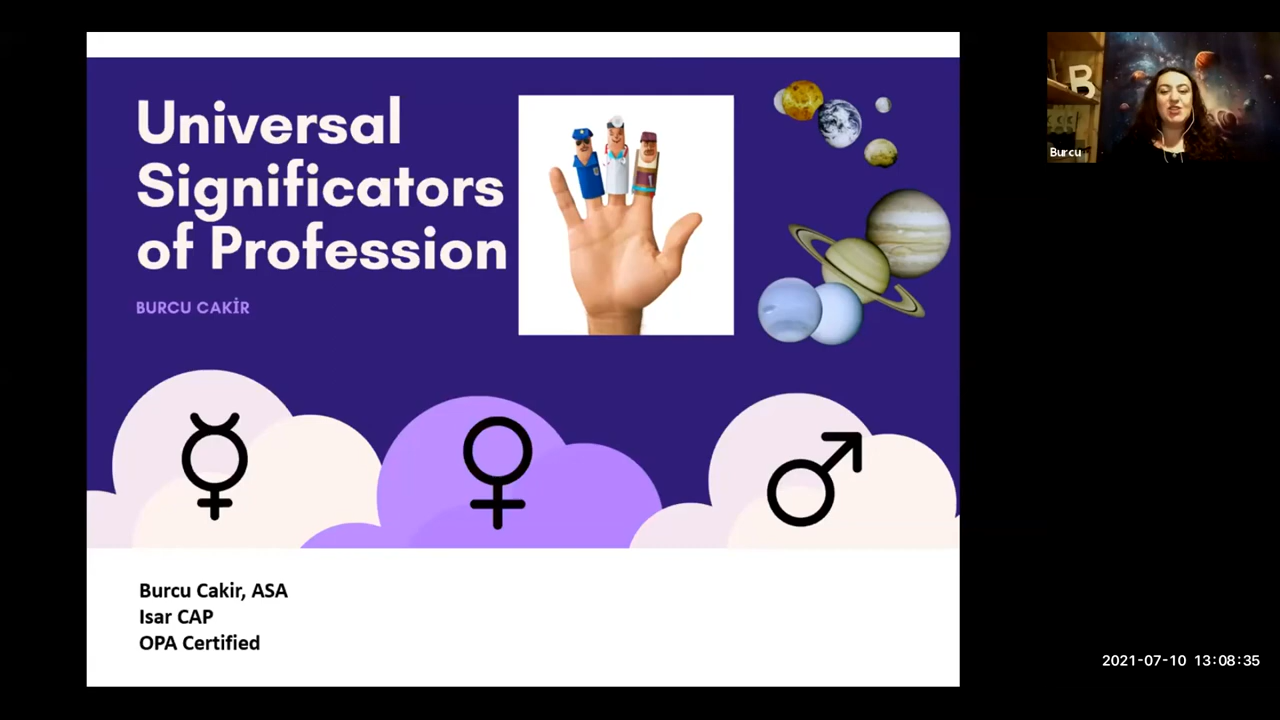 Universal
Significators
of Profession
BURCU CAKİR
Burcu Cakir, ASA
Isar CAP
OPA Certified
B
Burcu
2021-07-10 13:08:35